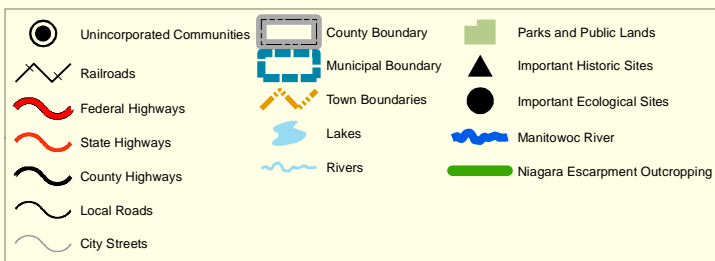 Unincorporated Communities
Railroads
Federal Highways
State Highways
County Highways
Local Roads
City Streets
County Boundary
Municipal Boundary
Town Boundaries
Lakes
Rivers
Parks and Public Lands
Important Historic Sites
Important Ecological Sites
Manitowoc River
Niagara Escarpment Outcropping